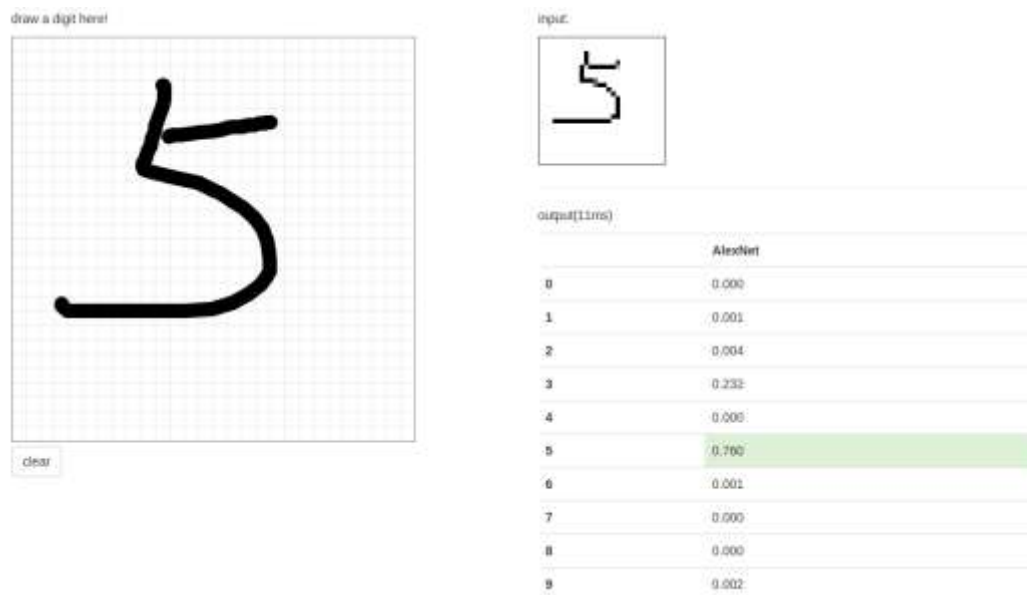 draw a digit here!
5
clear
input:
5
output(11ms)
AlexNet
0 0.000
1 0.001
2 0.004
3 0.232
4 0.000
5 0.760
6 0.001
7 0.000
8 0.000
9 0.002